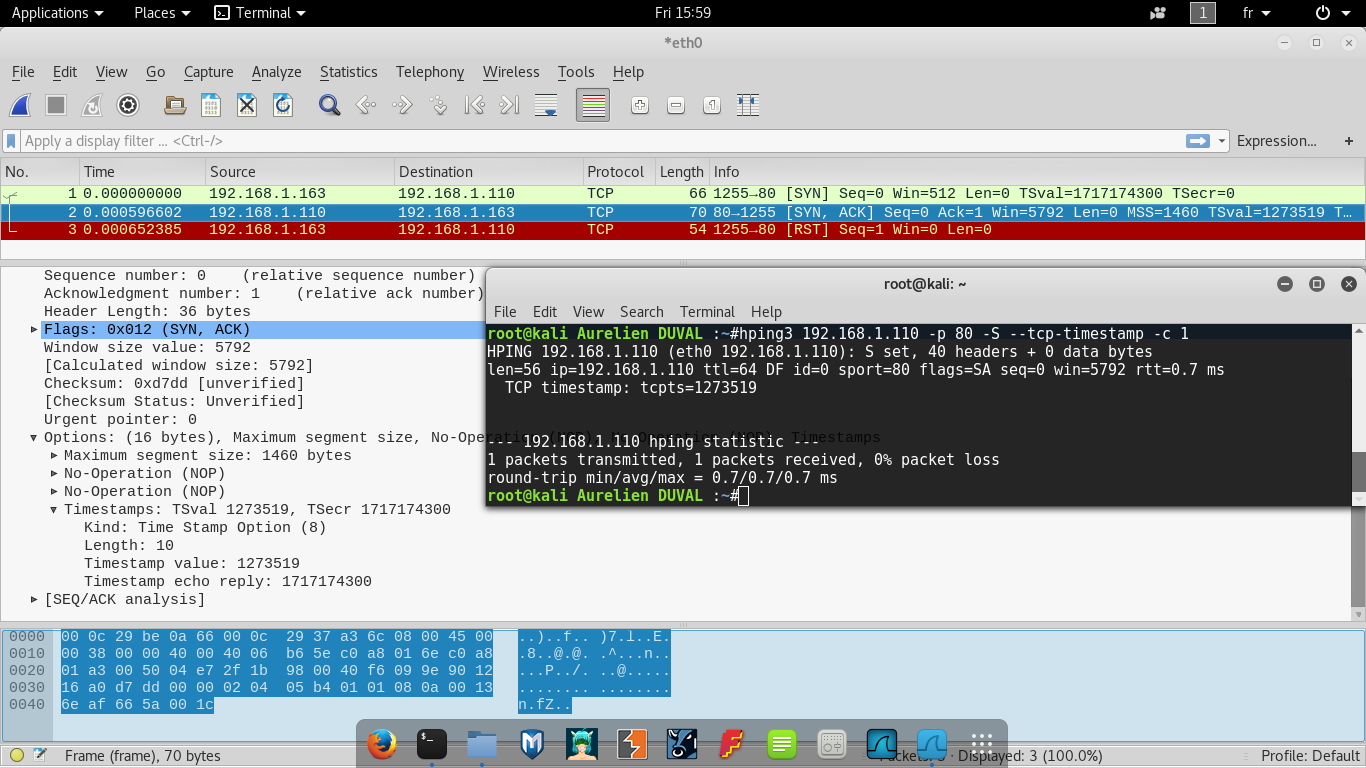 Applications Places Terminal Fri 15:59 1 fr
*eth0
File Edit View Go Capture Analyze Statistics Telephony Wireless Tools Help
Apply a display filter ... <Ctrl-/> Expression... +
No. Time Source Destination Protocol Length Info
1 0.000000000 192.168.1.163 192.168.1.110 TCP 66 1255→80 [SYN] Seq=0 Win=512 Len=0 TSval=1717174300 TSecr=0
2 0.000596602 192.168.1.110 192.168.1.163 TCP 70 80→1255 [SYN, ACK] Seq=0 Ack=1 Win=5792 Len=0 MSS=1460 TSval=1273519 T...
3 0.000652385 192.168.1.163 192.168.1.110 TCP 54 1255→80 [RST] Seq=1 Win=0 Len=0
Sequence number: 0 (relative sequence number)
Acknowledgment number: 1 (relative ack number)
Header Length: 36 bytes
Flags: 0x012 (SYN, ACK)
Window size value: 5792
[Calculated window size: 5792]
Checksum: 0xd7dd [unverified]
[Checksum Status: Unverified]
Urgent pointer: 0
Options: (16 bytes), Maximum segment size, No-Operation (NOP), No-Operation (NOP), Timestamps
Maximum segment size: 1460 bytes
No-Operation (NOP)
No-Operation (NOP)
Timestamps: TSval 1273519, TSecr 1717174300
Kind: Time Stamp Option (8)
Length: 10
Timestamp value: 1273519
Timestamp echo reply: 1717174300
[SEQ/ACK analysis]
root@kali: ~
File Edit View Search Terminal Help
root@kali Aurelien DUVAL :~#hping3 192.168.1.110 -p 80 -S --tcp-timestamp -c 1
HPING 192.168.1.110 (eth0 192.168.1.110): S set, 40 headers + 0 data bytes
len=56 ip=192.168.1.110 ttl=64 DF id=0 sport=80 flags=SA seq=0 win=5792 rtt=0.7 ms
TCP timestamp: tcpts=1273519
--- 192.168.1.110 hping statistic ---
1 packets transmitted, 1 packets received, 0% packet loss
round-trip min/avg/max = 0.7/0.7/0.7 ms
root@kali Aurelien DUVAL :~#
0000 00 0c 29 be 0a 66 00 0c 29 37 a3 6c 08 00 45 00 ..)..f.. )7.l..E.
0010 00 38 00 00 40 00 40 06 b6 5e c0 a8 01 6e c0 a8 .8..@.@. .^...n..
0020 01 a3 00 50 04 e7 2f 1b 98 00 40 f6 09 9e 90 12 ...P../. ..@.....
0030 16 a0 d7 dd 00 00 02 04 05 b4 01 01 08 0a 00 13 ........ ........
0040 6e af 66 5a 00 1c n.fZ..
Frame (frame), 70 bytes Packets: 3 · Displayed: 3 (100.0%) Profile: Default